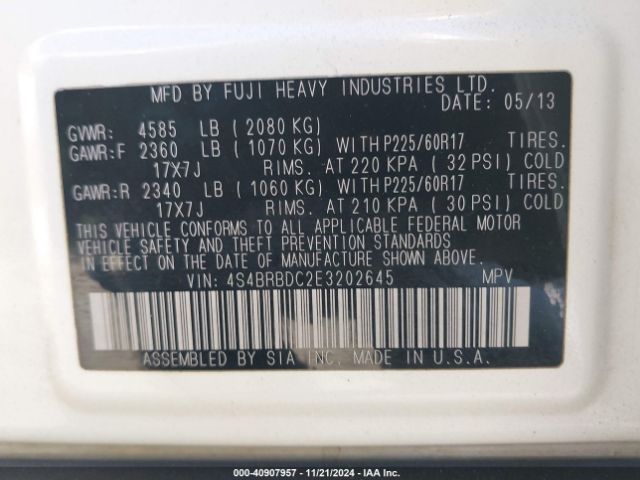 MFD BY FUJI HEAVY INDUSTRIES LTD.
DATE: 05/13
GVWR: 4585 LB ( 2080 KG)
GAWR:F 2360 LB ( 1070 KG) WITH P225/60R17 TIRES.
17X7J RIMS. AT 220 KPA ( 32 PSI) COLD
GAWR:R 2340 LB ( 1060 KG) WITH P225/60R17 TIRES.
17X7J RIMS. AT 210 KPA ( 30 PSI) COLD
THIS VEHICLE CONFORMS TO ALL APPLICABLE FEDERAL MOTOR
VEHICLE SAFETY AND THEFT PREVENTION STANDARDS
IN EFFECT ON THE DATE OF MANUFACTURE SHOWN ABOVE.
VIN: 4S4BRBDC2E3202645 MPV
ASSEMBLED BY SIA INC. MADE IN U.S.A.
000-40907957 - 11/21/2024 - IAA Inc.